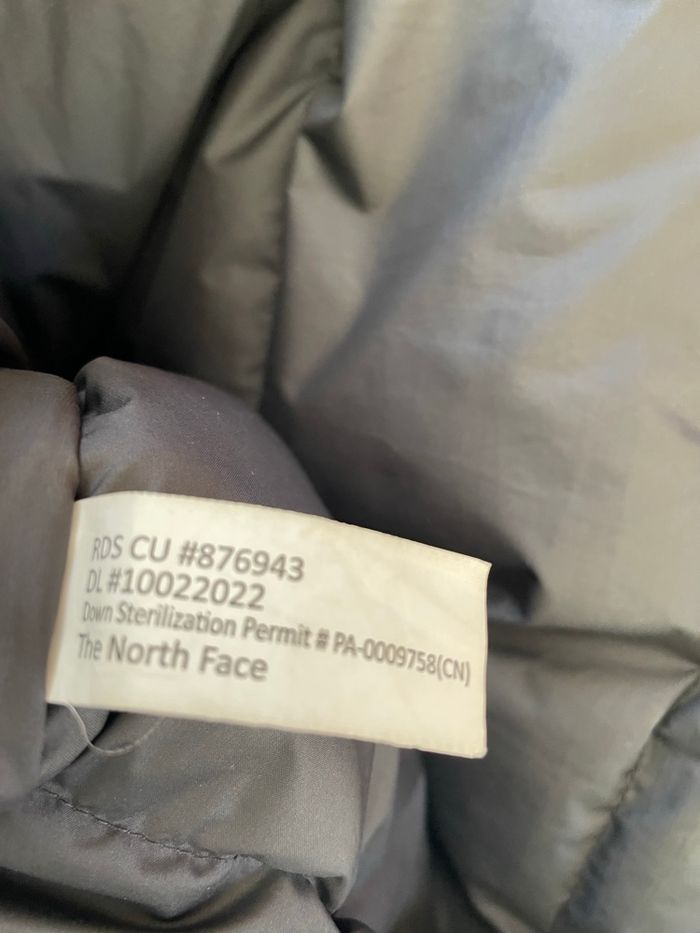 RDS CU #876943
DL #10022022
Down Sterilization Permit # PA-0009758(CN)
The North Face